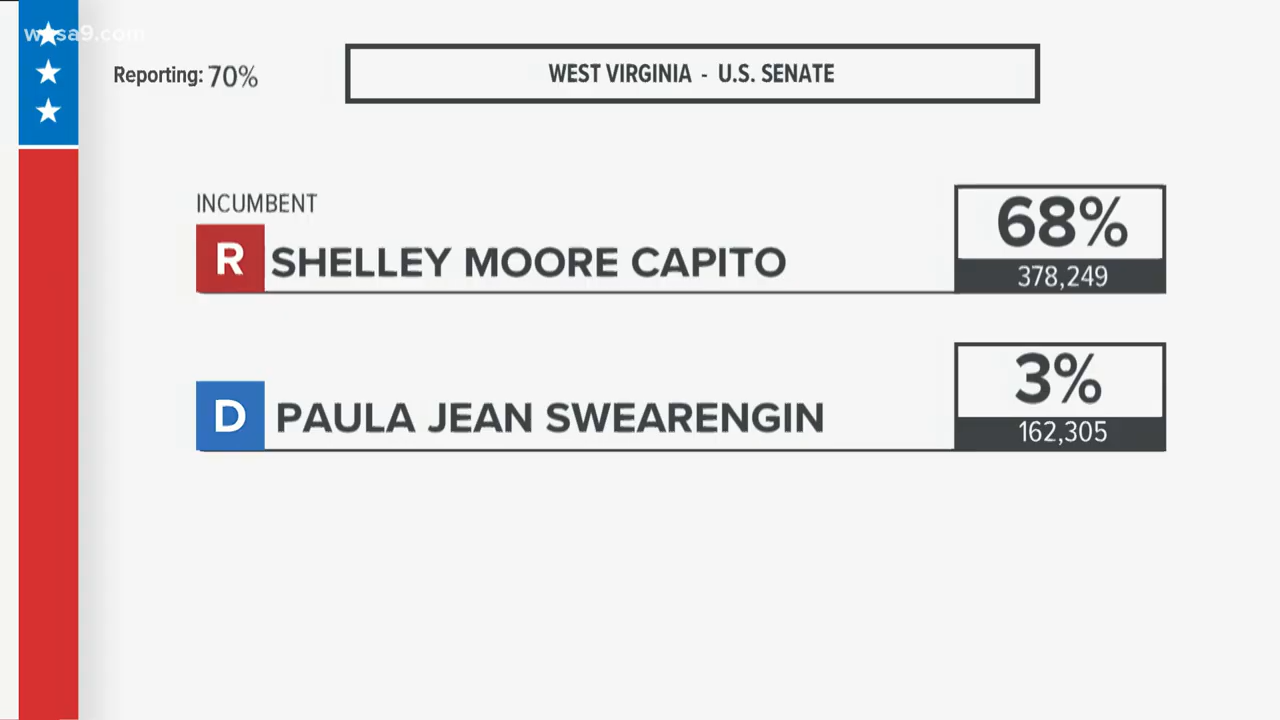 wusa9.com
Reporting: 70%
WEST VIRGINIA - U.S. SENATE
INCUMBENT
R SHELLEY MOORE CAPITO
68%
378,249
D PAULA JEAN SWEARENGIN
3%
162,305